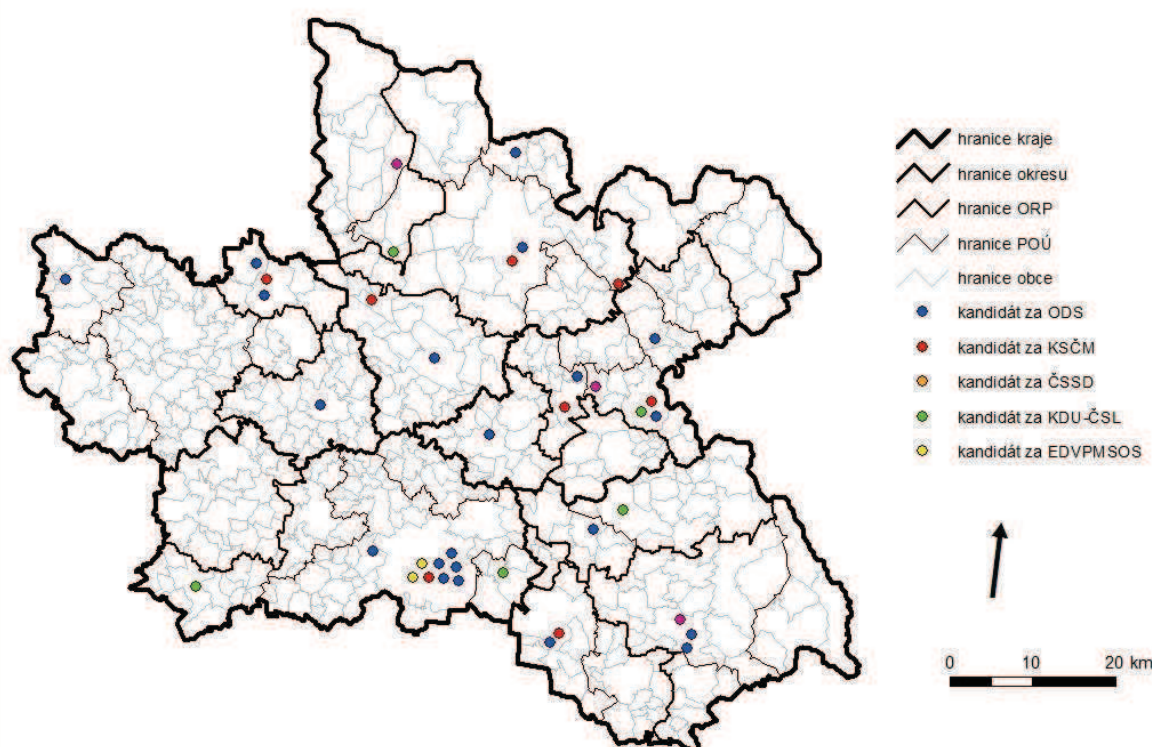 hranice kraje
hranice okresu
hranice ORP
hranice POÚ
hranice obce
kandidát za ODS
kandidát za KSČM
kandidát za ČSSD
kandidát za KDU-ČSL
kandidát za EDVPMSOS
0 10 20 km